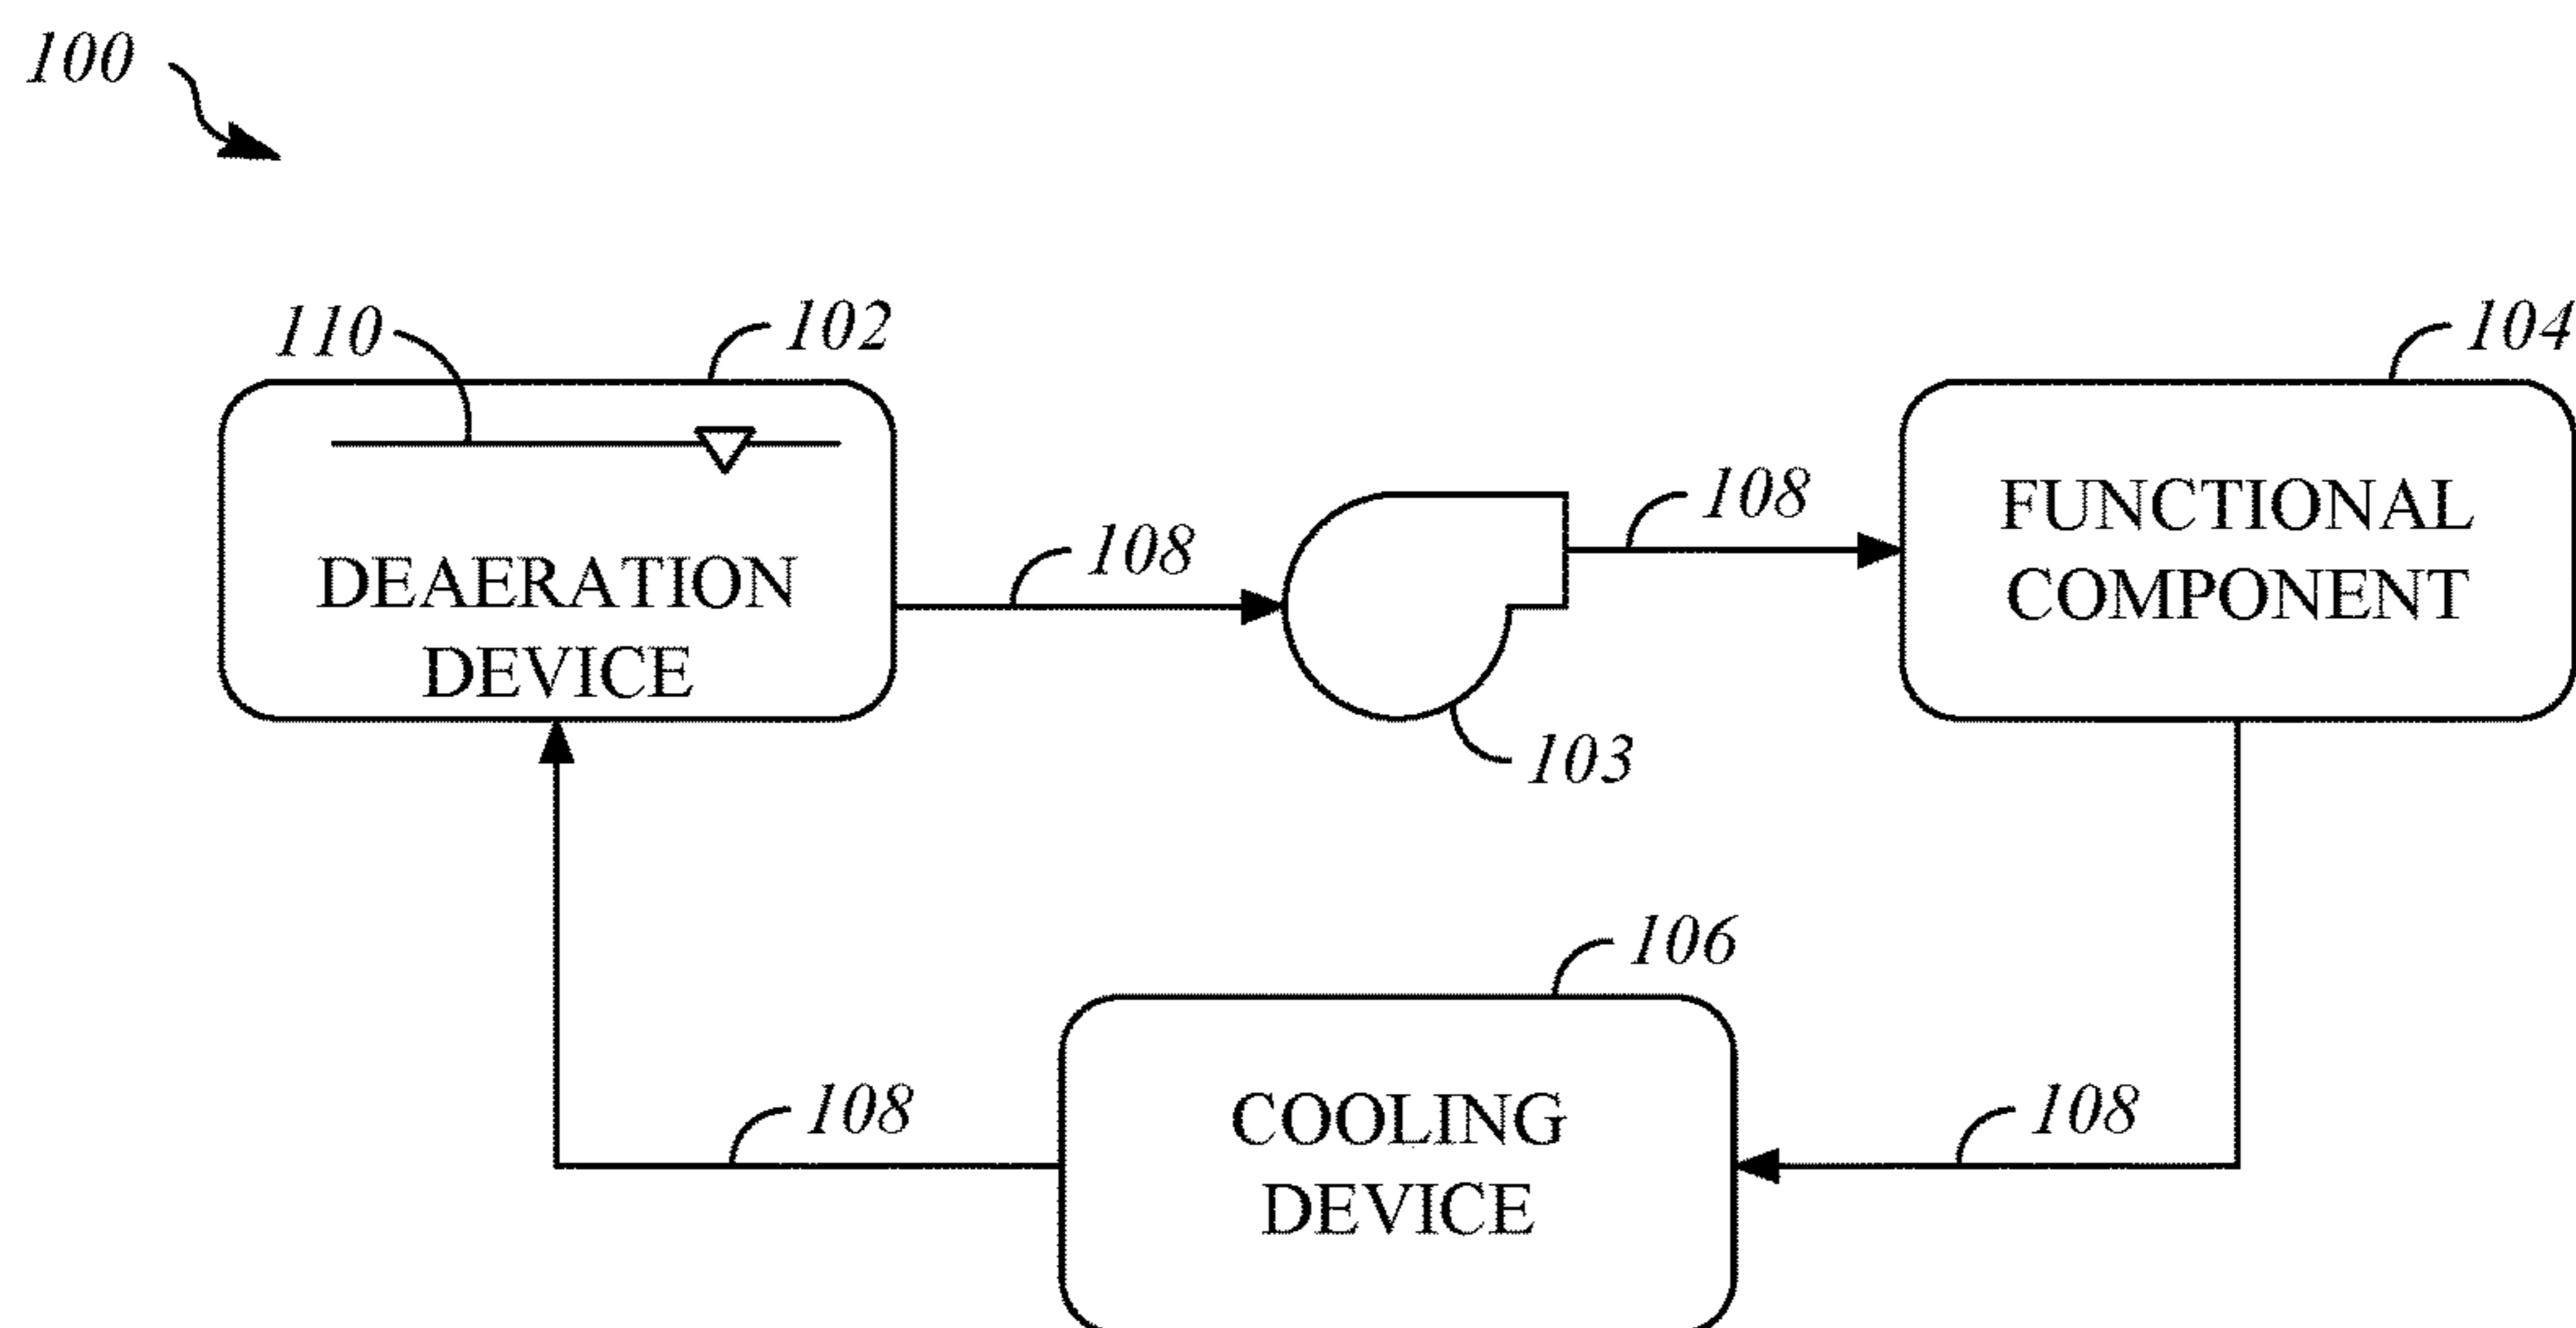 100
110
102
104
DEAERATION
DEVICE
108
108
FUNCTIONAL
COMPONENT
103
106
COOLING
DEVICE
108
108